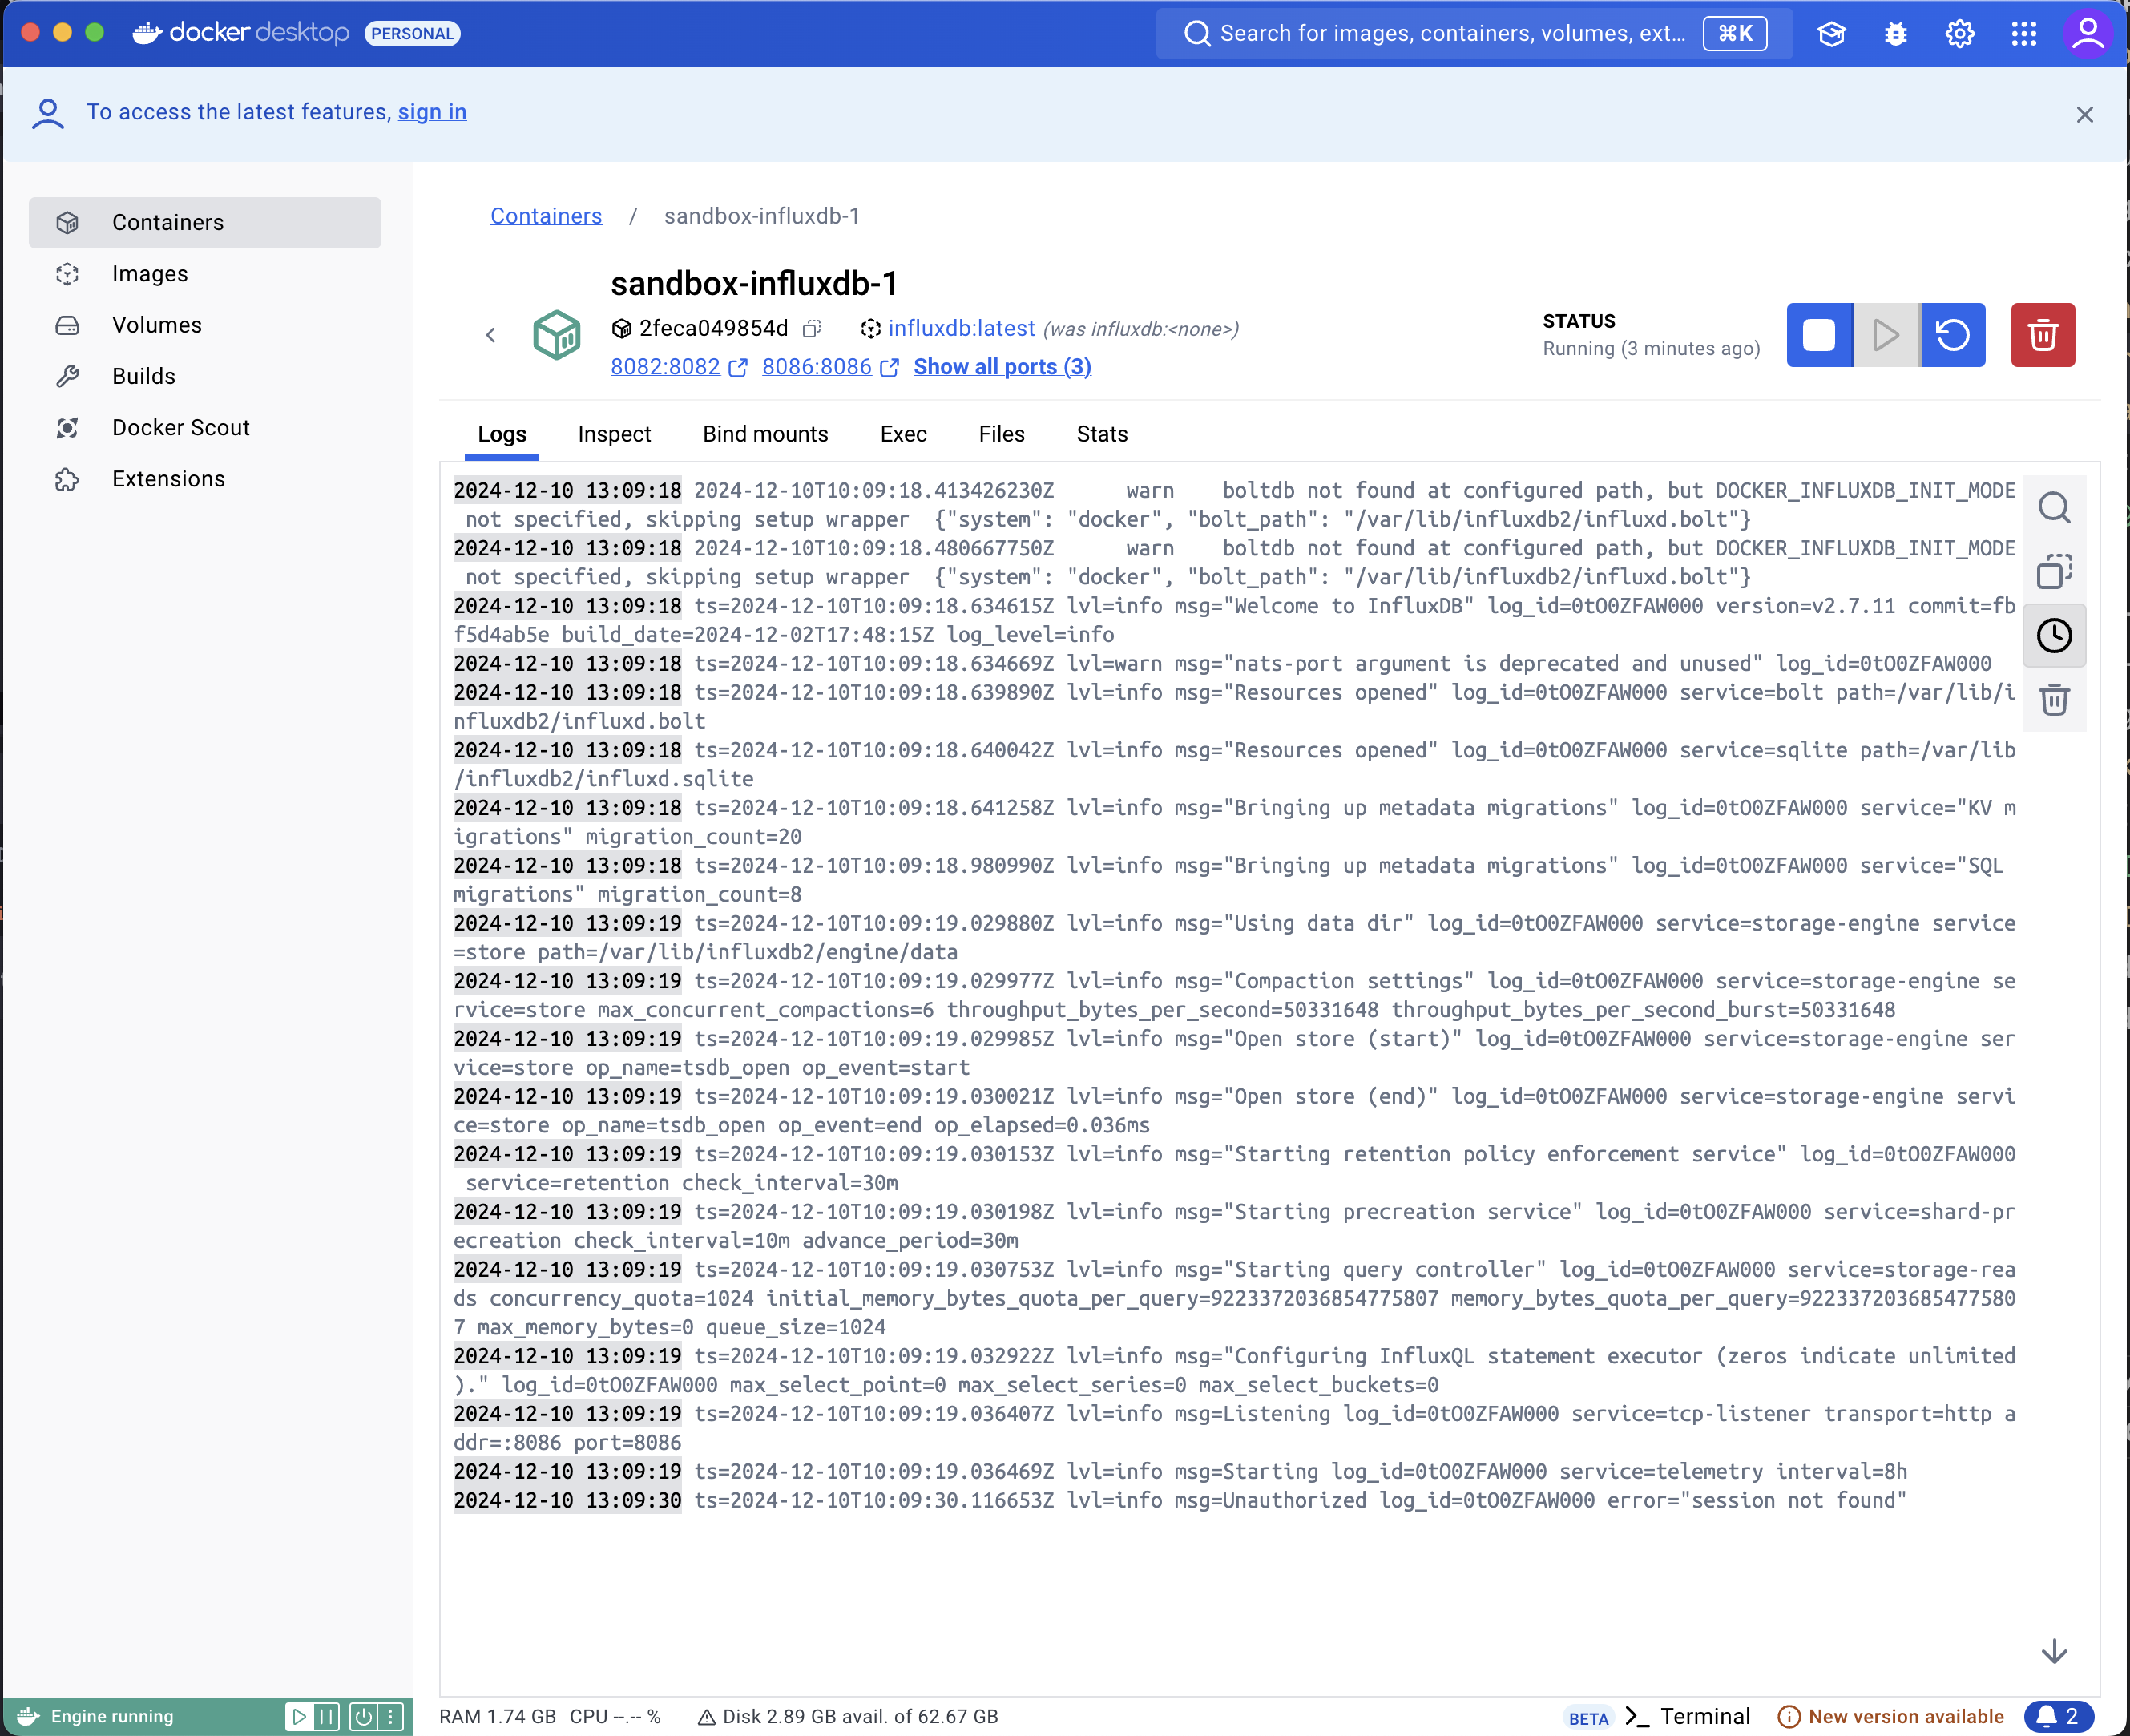 docker desktop PERSONAL
Search for images, containers, volumes, ext... ⌘K
To access the latest features, sign in
Containers
Images
Volumes
Builds
Docker Scout
Extensions
Containers / sandbox-influxdb-1
sandbox-influxdb-1
2feca049854d influxdb:latest (was influxdb:<none>)
8082:8082 8086:8086 Show all ports (3)
STATUS
Running (3 minutes ago)
Logs Inspect Bind mounts Exec Files Stats
2024-12-10 13:09:18 2024-12-10T10:09:18.413426230Z warn boltdb not found at configured path, but DOCKER_INFLUXDB_INIT_MODE
not specified, skipping setup wrapper {"system": "docker", "bolt_path": "/var/lib/influxdb2/influxd.bolt"}
2024-12-10 13:09:18 2024-12-10T10:09:18.480667750Z warn boltdb not found at configured path, but DOCKER_INFLUXDB_INIT_MODE
not specified, skipping setup wrapper {"system": "docker", "bolt_path": "/var/lib/influxdb2/influxd.bolt"}
2024-12-10 13:09:18 ts=2024-12-10T10:09:18.634615Z lvl=info msg="Welcome to InfluxDB" log_id=0tO0ZFAW000 version=v2.7.11 commit=fb
f5d4ab5e build_date=2024-12-02T17:48:15Z log_level=info
2024-12-10 13:09:18 ts=2024-12-10T10:09:18.634669Z lvl=warn msg="nats-port argument is deprecated and unused" log_id=0tO0ZFAW000
2024-12-10 13:09:18 ts=2024-12-10T10:09:18.639890Z lvl=info msg="Resources opened" log_id=0tO0ZFAW000 service=bolt path=/var/lib/i
nfluxdb2/influxd.bolt
2024-12-10 13:09:18 ts=2024-12-10T10:09:18.640042Z lvl=info msg="Resources opened" log_id=0tO0ZFAW000 service=sqlite path=/var/lib
/influxdb2/influxd.sqlite
2024-12-10 13:09:18 ts=2024-12-10T10:09:18.641258Z lvl=info msg="Bringing up metadata migrations" log_id=0tO0ZFAW000 service="KV m
igrations" migration_count=20
2024-12-10 13:09:18 ts=2024-12-10T10:09:18.980990Z lvl=info msg="Bringing up metadata migrations" log_id=0tO0ZFAW000 service="SQL
migrations" migration_count=8
2024-12-10 13:09:19 ts=2024-12-10T10:09:19.029880Z lvl=info msg="Using data dir" log_id=0tO0ZFAW000 service=storage-engine service
=store path=/var/lib/influxdb2/engine/data
2024-12-10 13:09:19 ts=2024-12-10T10:09:19.029977Z lvl=info msg="Compaction settings" log_id=0tO0ZFAW000 service=storage-engine se
rvice=store max_concurrent_compactions=6 throughput_bytes_per_second=50331648 throughput_bytes_per_second_burst=50331648
2024-12-10 13:09:19 ts=2024-12-10T10:09:19.029985Z lvl=info msg="Open store (start)" log_id=0tO0ZFAW000 service=storage-engine ser
vice=store op_name=tsdb_open op_event=start
2024-12-10 13:09:19 ts=2024-12-10T10:09:19.030021Z lvl=info msg="Open store (end)" log_id=0tO0ZFAW000 service=storage-engine servi
ce=store op_name=tsdb_open op_event=end op_elapsed=0.036ms
2024-12-10 13:09:19 ts=2024-12-10T10:09:19.030153Z lvl=info msg="Starting retention policy enforcement service" log_id=0tO0ZFAW000
service=retention check_interval=30m
2024-12-10 13:09:19 ts=2024-12-10T10:09:19.030198Z lvl=info msg="Starting precreation service" log_id=0tO0ZFAW000 service=shard-pr
ecreation check_interval=10m advance_period=30m
2024-12-10 13:09:19 ts=2024-12-10T10:09:19.030753Z lvl=info msg="Starting query controller" log_id=0tO0ZFAW000 service=storage-rea
ds concurrency_quota=1024 initial_memory_bytes_quota_per_query=9223372036854775807 memory_bytes_quota_per_query=922337203685477580
7 max_memory_bytes=0 queue_size=1024
2024-12-10 13:09:19 ts=2024-12-10T10:09:19.032922Z lvl=info msg="Configuring InfluxQL statement executor (zeros indicate unlimited
)." log_id=0tO0ZFAW000 max_select_point=0 max_select_series=0 max_select_buckets=0
2024-12-10 13:09:19 ts=2024-12-10T10:09:19.036407Z lvl=info msg=Listening log_id=0tO0ZFAW000 service=tcp-listener transport=http a
ddr=:8086 port=8086
2024-12-10 13:09:19 ts=2024-12-10T10:09:19.036469Z lvl=info msg=Starting log_id=0tO0ZFAW000 service=telemetry interval=8h
2024-12-10 13:09:30 ts=2024-12-10T10:09:30.116653Z lvl=info msg=Unauthorized log_id=0tO0ZFAW000 error="session not found"
Engine running RAM 1.74 GB CPU --.-- % Disk 2.89 GB avail. of 62.67 GB BETA >_ Terminal New version available 2